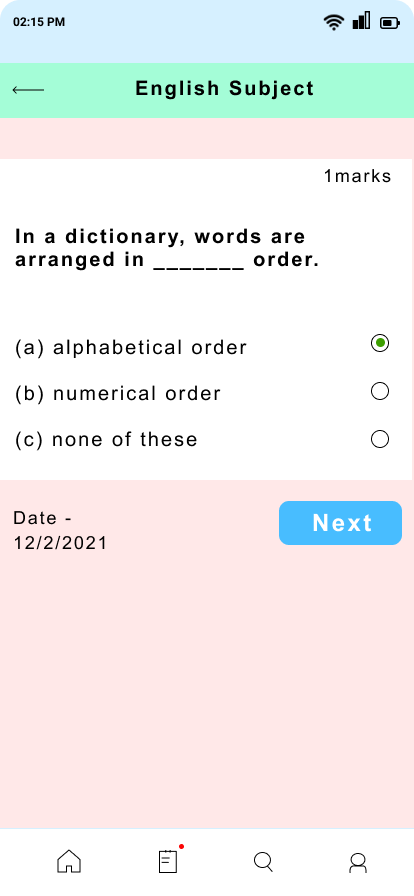 02:15 PM
English Subject
1marks
In a dictionary, words are
arranged in _______ order.
(a) alphabetical order
(b) numerical order
(c) none of these
Date -
12/2/2021
Next